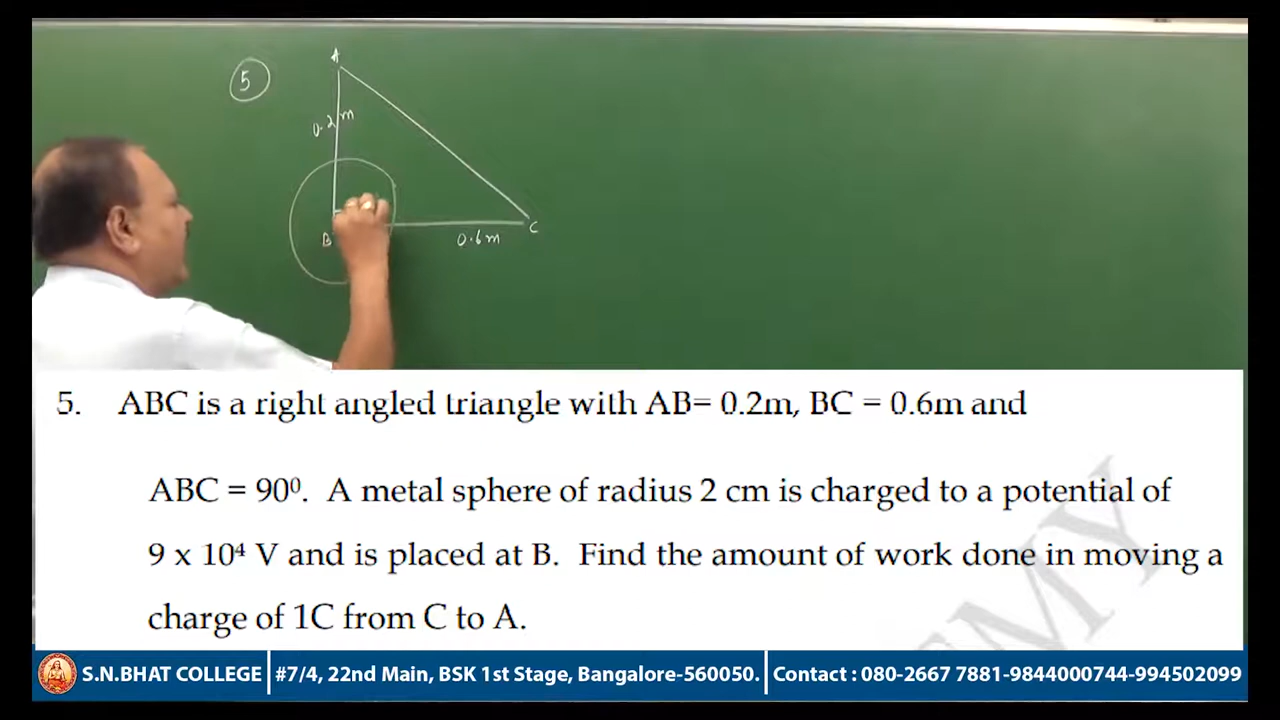 5
A
0.2m
B
0.6m
C
5. ABC is a right angled triangle with AB= 0.2m, BC = 0.6m and
ABC = 90⁰. A metal sphere of radius 2 cm is charged to a potential of
9 x 10⁴ V and is placed at B. Find the amount of work done in moving a
charge of 1C from C to A.
S.N.BHAT COLLEGE #7/4, 22nd Main, BSK 1st Stage, Bangalore-560050. Contact : 080-2667 7881-9844000744-994502099